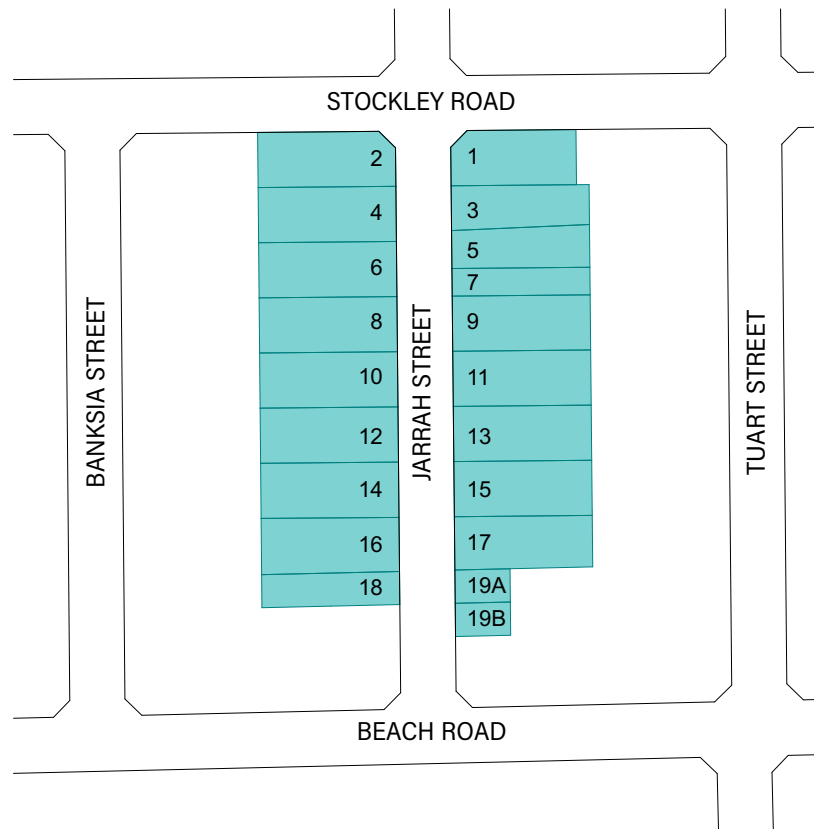 STOCKLEY ROAD
2
1
4
3
5
6
7
8
9
10
11
12
13
14
15
16
17
18
19A
19B
BANKSIA STREET
JARRAH STREET
TUART STREET
BEACH ROAD